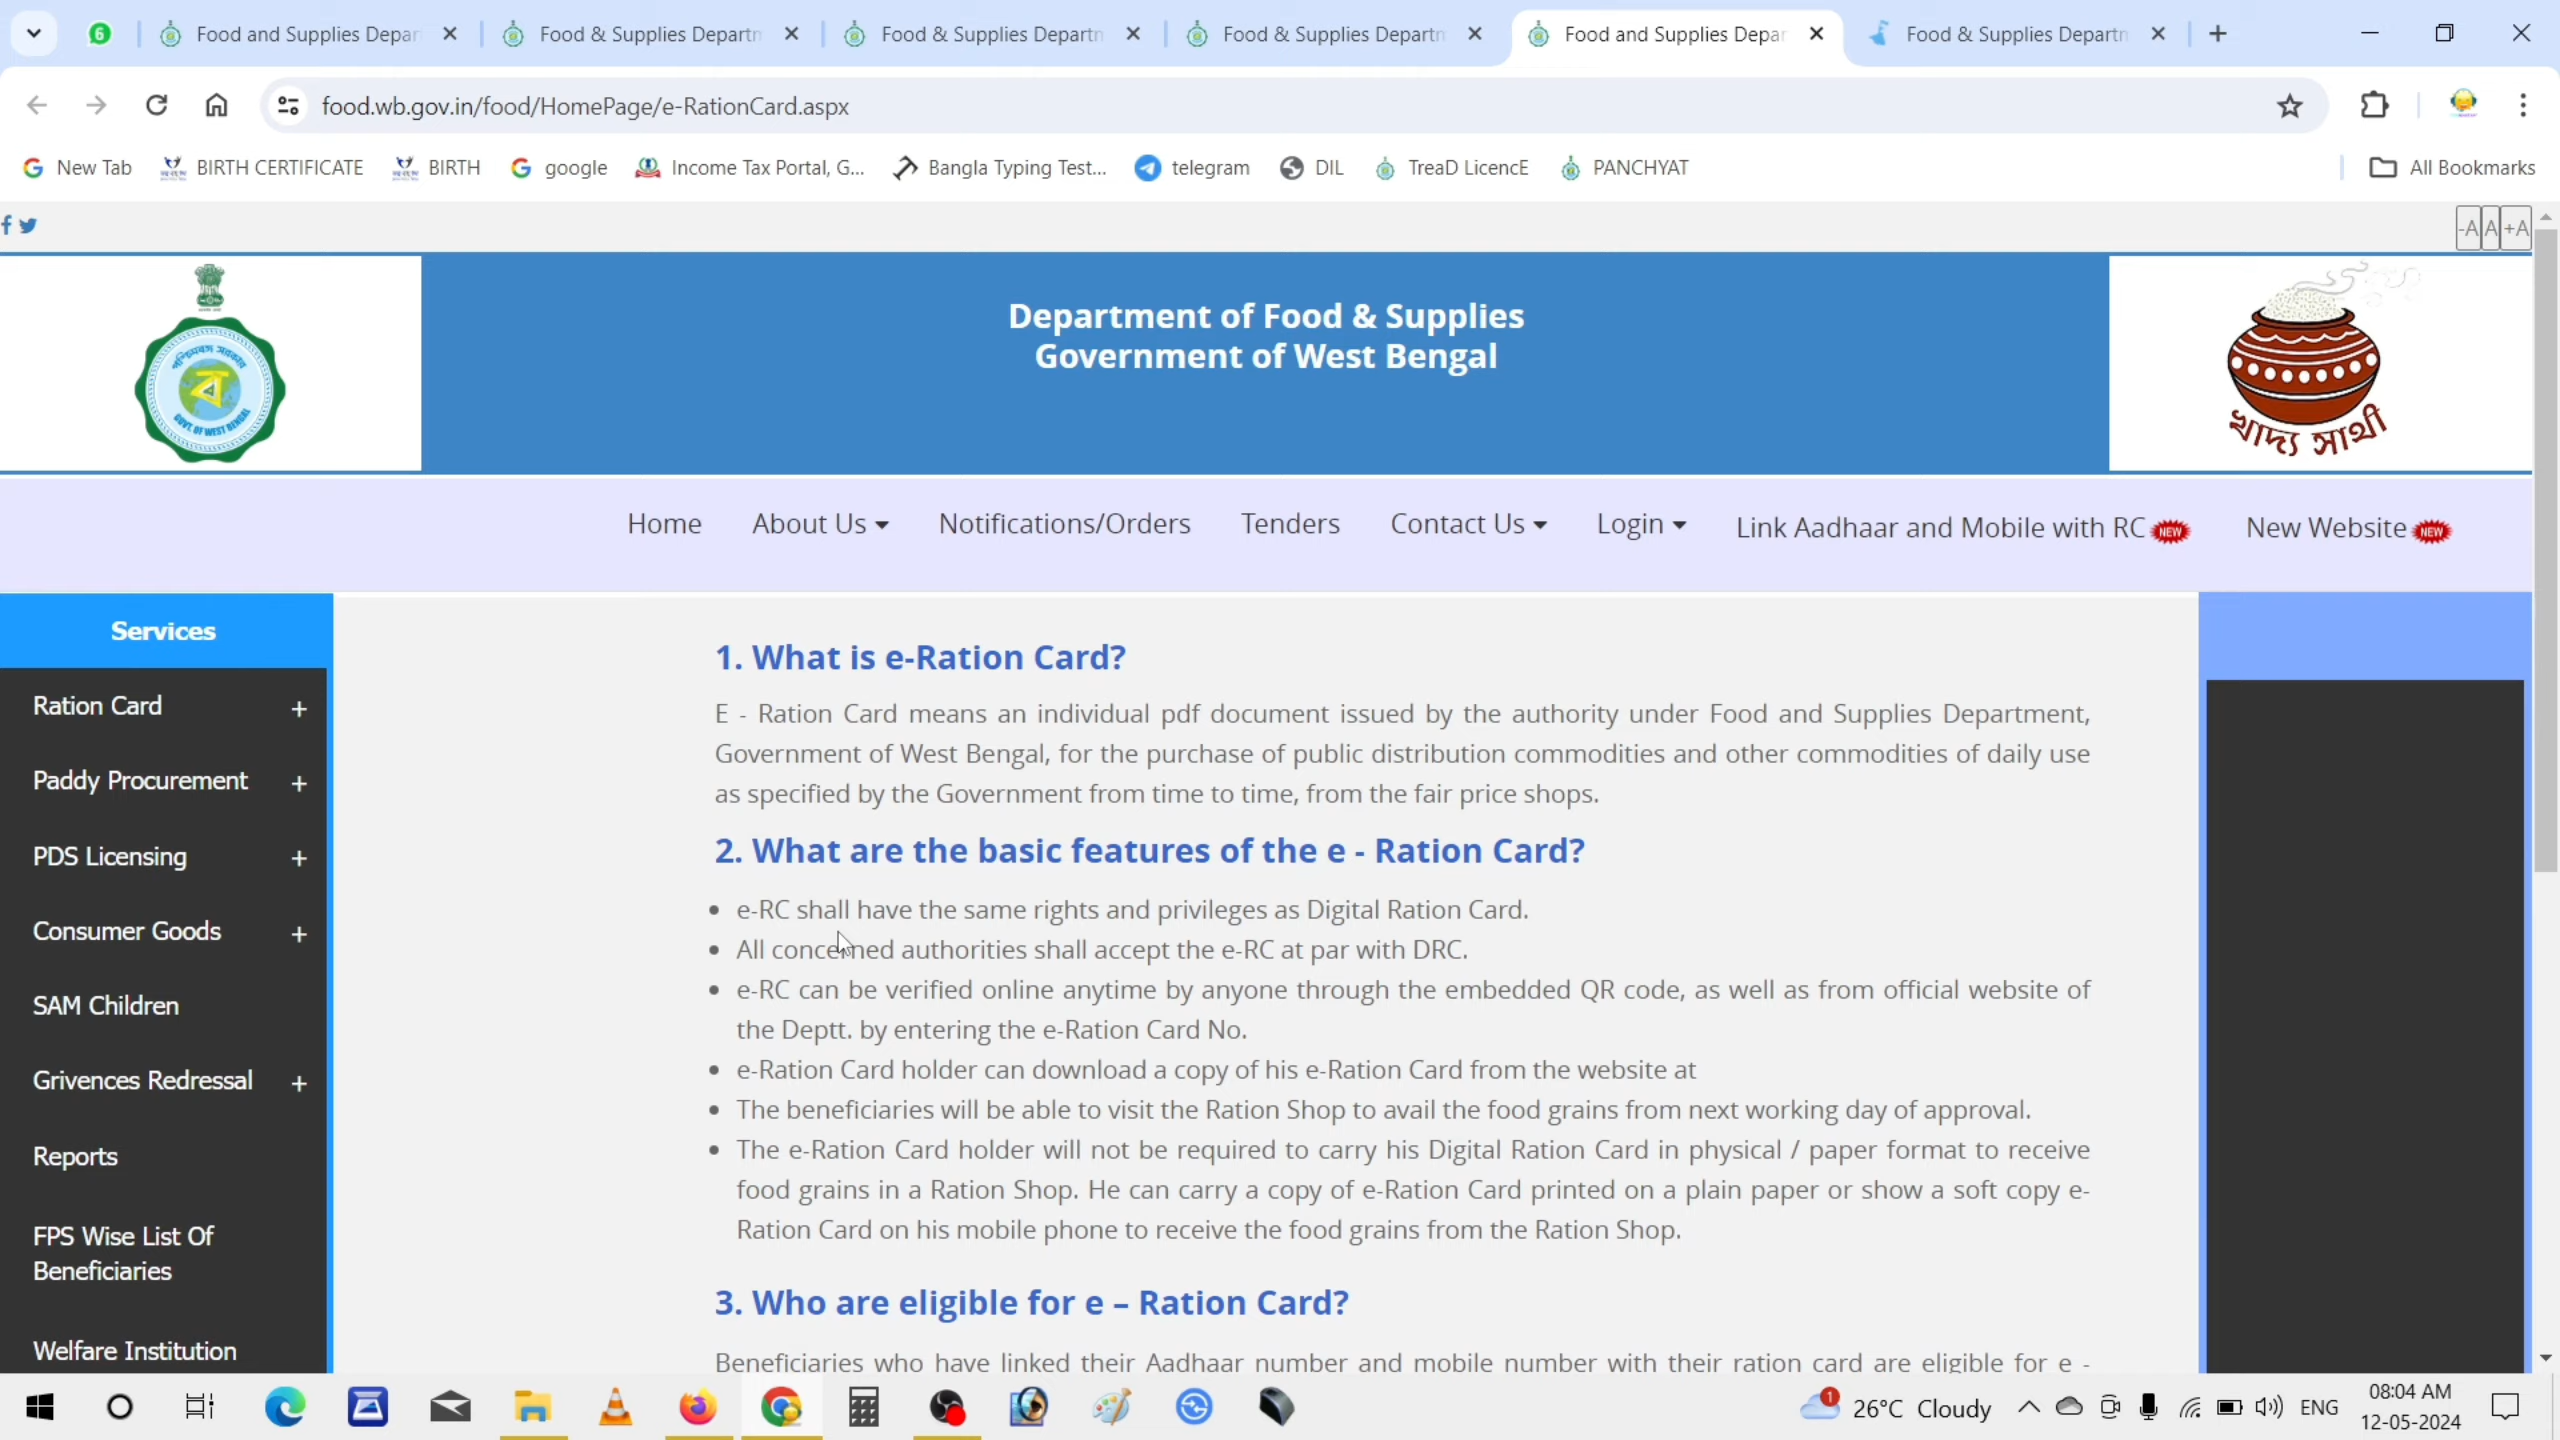 6
Food and Supplies Depar
Food & Supplies Departn
Food & Supplies Departn
Food & Supplies Departn
Food and Supplies Depar
Food & Supplies Departn
food.wb.gov.in/food/HomePage/e-RationCard.aspx
New Tab
BIRTH CERTIFICATE
BIRTH
google
Income Tax Portal, G...
Bangla Typing Test...
telegram
DIL
TreaD LicencE
PANCHYAT
All Bookmarks
-A A +A
পশ্চিমবঙ্গ সরকার
ব
GOVT. OF WEST BENGAL
Department of Food & Supplies
Government of West Bengal
খাদ্য সাথী
Home
About Us
Notifications/Orders
Tenders
Contact Us
Login
Link Aadhaar and Mobile with RC NEW
New Website NEW
Services
Ration Card +
Paddy Procurement +
PDS Licensing +
Consumer Goods +
SAM Children
Grivences Redressal +
Reports
FPS Wise List Of
Beneficiaries
Welfare Institution
1. What is e-Ration Card?
E - Ration Card means an individual pdf document issued by the authority under Food and Supplies Department,
Government of West Bengal, for the purchase of public distribution commodities and other commodities of daily use
as specified by the Government from time to time, from the fair price shops.
2. What are the basic features of the e - Ration Card?
• e-RC shall have the same rights and privileges as Digital Ration Card.
• All concerned authorities shall accept the e-RC at par with DRC.
• e-RC can be verified online anytime by anyone through the embedded QR code, as well as from official website of
the Deptt. by entering the e-Ration Card No.
• e-Ration Card holder can download a copy of his e-Ration Card from the website at
• The beneficiaries will be able to visit the Ration Shop to avail the food grains from next working day of approval.
• The e-Ration Card holder will not be required to carry his Digital Ration Card in physical / paper format to receive
food grains in a Ration Shop. He can carry a copy of e-Ration Card printed on a plain paper or show a soft copy e-
Ration Card on his mobile phone to receive the food grains from the Ration Shop.
3. Who are eligible for e – Ration Card?
Beneficiaries who have linked their Aadhaar number and mobile number with their ration card are eligible for e -
1
26°C Cloudy
ENG
08:04 AM
12-05-2024